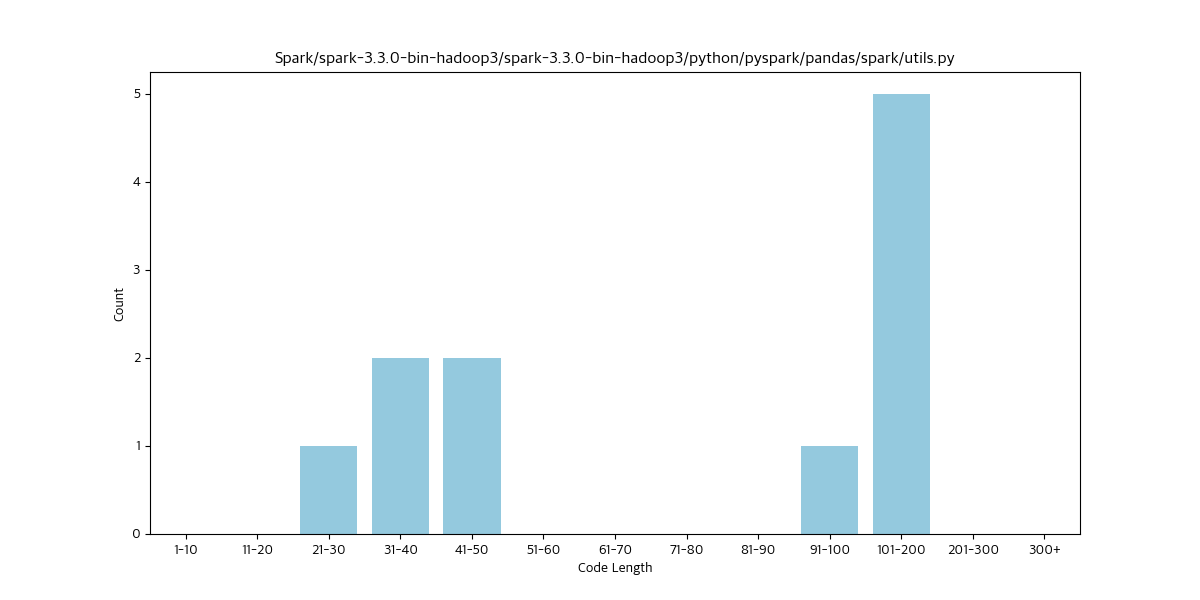 Spark/spark-3.3.0-bin-hadoop3/spark-3.3.0-bin-hadoop3/python/pyspark/pandas/spark/utils.py
5
4
3
2
1
0
Count
1-10 11-20 21-30 31-40 41-50 51-60 61-70 71-80 81-90 91-100 101-200 201-300 300+
Code Length